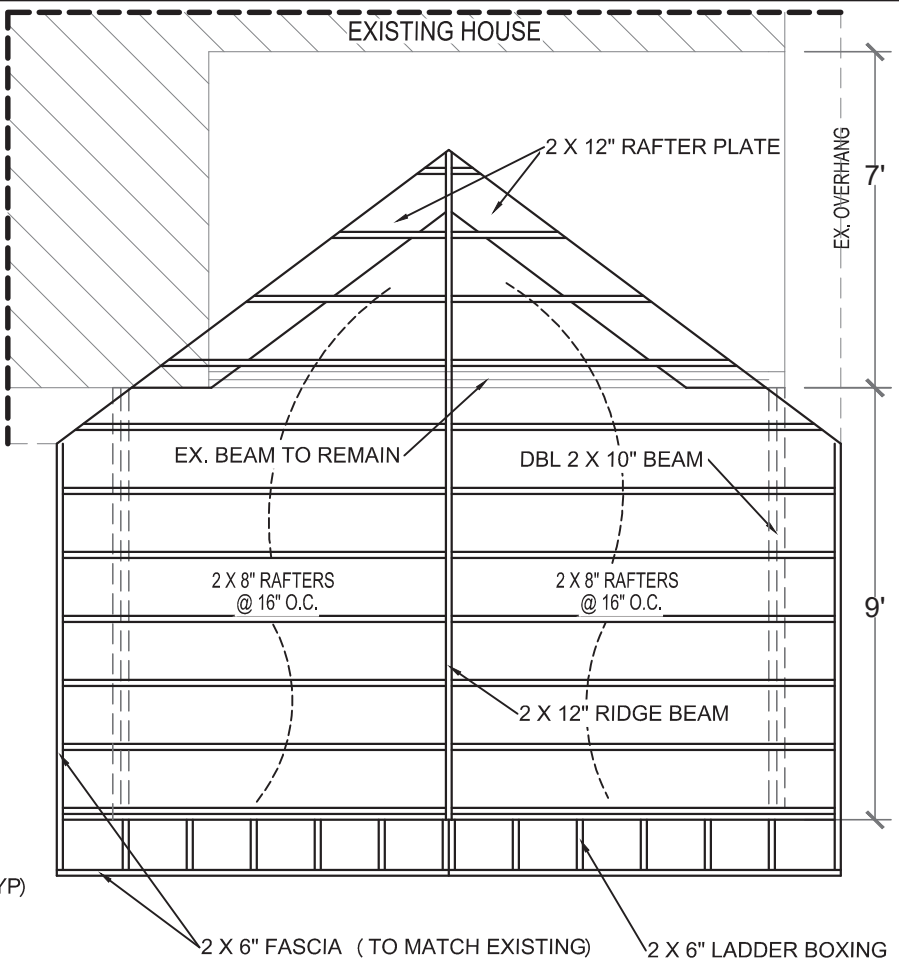 EXISTING HOUSE
2 X 12" RAFTER PLATE
EX. OVERHANG
7'
EX. BEAM TO REMAIN
DBL 2 X 10" BEAM
2 X 8" RAFTERS
@ 16" O.C.
2 X 8" RAFTERS
@ 16" O.C.
9'
2 X 12" RIDGE BEAM
YP)
2 X 6" FASCIA ( TO MATCH EXISTING)
2 X 6" LADDER BOXING